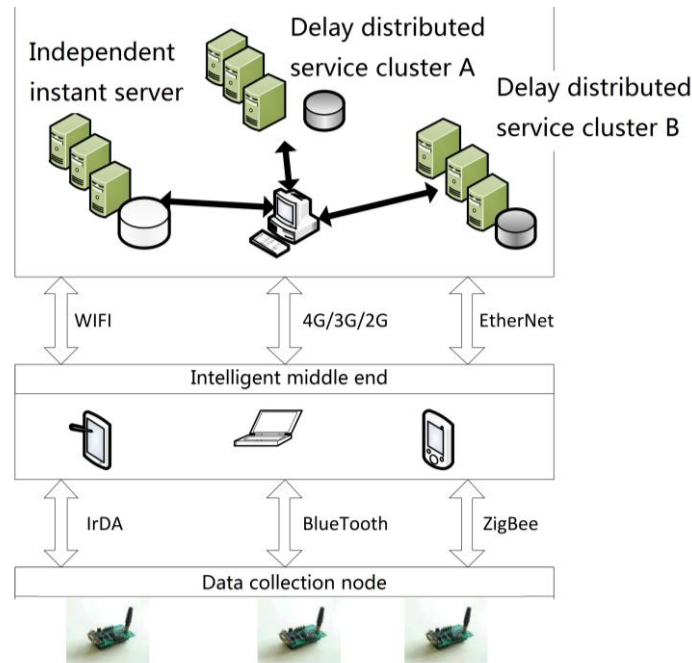 Independent
instant server
Delay distributed
service cluster A
Delay distributed
service cluster B
WIFI
4G/3G/2G
EtherNet
Intelligent middle end
IrDA
BlueTooth
ZigBee
Data collection node